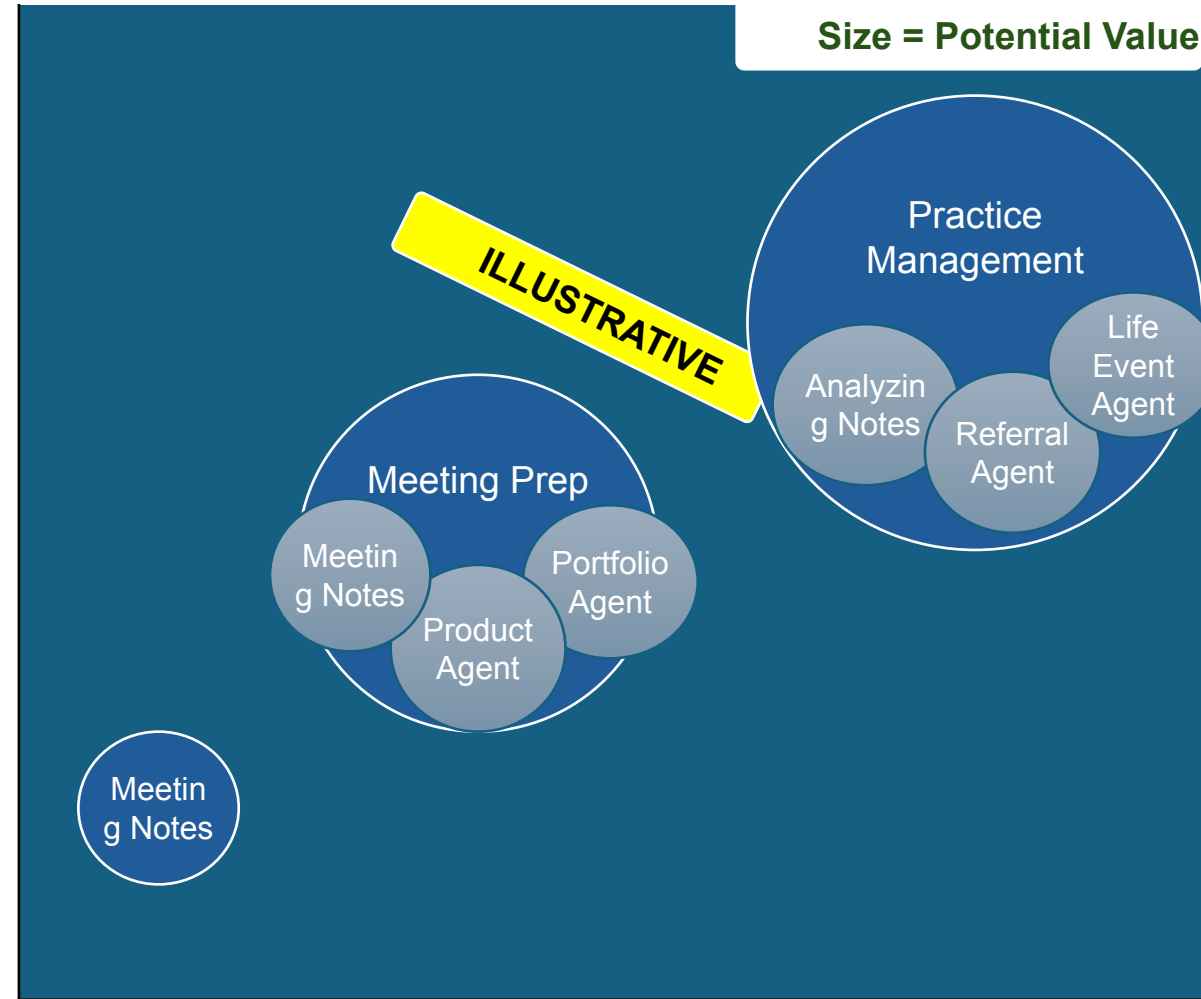 Size = Potential Value
Practice
Management
ILLUSTRATIVE
Life
Event
Agent
Analyzin
g Notes
Referral
Agent
Meeting Prep
Meetin
g Notes
Portfolio
Agent
Product
Agent
Meetin
g Notes